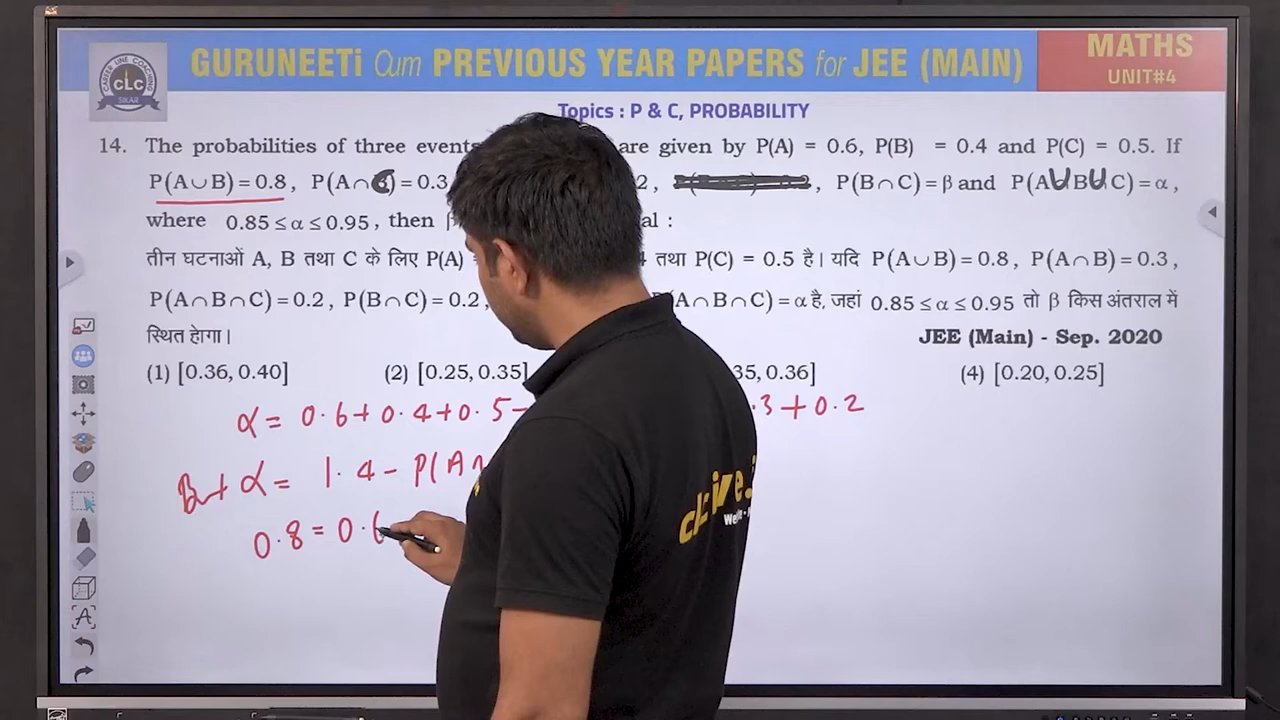 GURUNEETi Cum PREVIOUS YEAR PAPERS for JEE (MAIN)
MATHS
UNIT#4
CAREER LINE COACHING
CLC
SIKAR
Topics : P & C, PROBABILITY
14. The probabilities of three events are given by P(A) = 0.6, P(B) = 0.4 and P(C) = 0.5. If
P(A∪B) = 0.8, P(A∩C) = 0.3 2, P(B∩C) = β and P(A∪B∪C) = α,
where 0.85 ≤ α ≤ 0.95, then β al :
तीन घटनाओं A, B तथा C के लिए P(A) = 4 तथा P(C) = 0.5 है। यदि P(A∪B) = 0.8, P(A∩B) = 0.3,
P(A∩B∩C) = 0.2, P(B∩C) = 0.2, (A∩B∩C) = α है, जहां 0.85 ≤ α ≤ 0.95 तो β किस अंतराल में
स्थित होगा।
JEE (Main) - Sep. 2020
(1) [0.36, 0.40] (2) [0.25, 0.35] 35, 0.36] (4) [0.20, 0.25]
α = 0.6 + 0.4 + 0.5 - .3 + 0.2
β + α = 1.4 - P(A∩
0.8 = 0.6